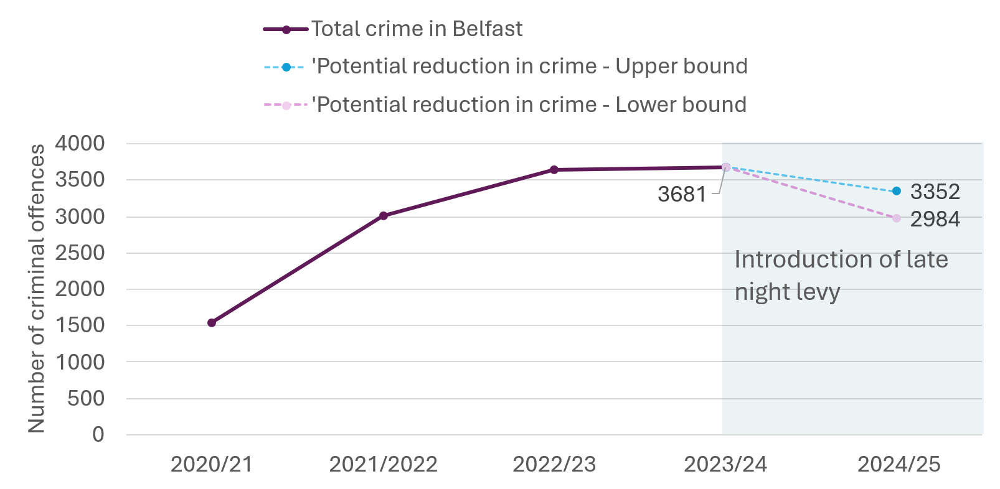 Total crime in Belfast
'Potential reduction in crime - Upper bound
'Potential reduction in crime - Lower bound
Number of criminal offences
4000
3500
3000
2500
2000
1500
1000
500
0
3681
3352
2984
Introduction of late
night levy
2020/21
2021/2022
2022/23
2023/24
2024/25